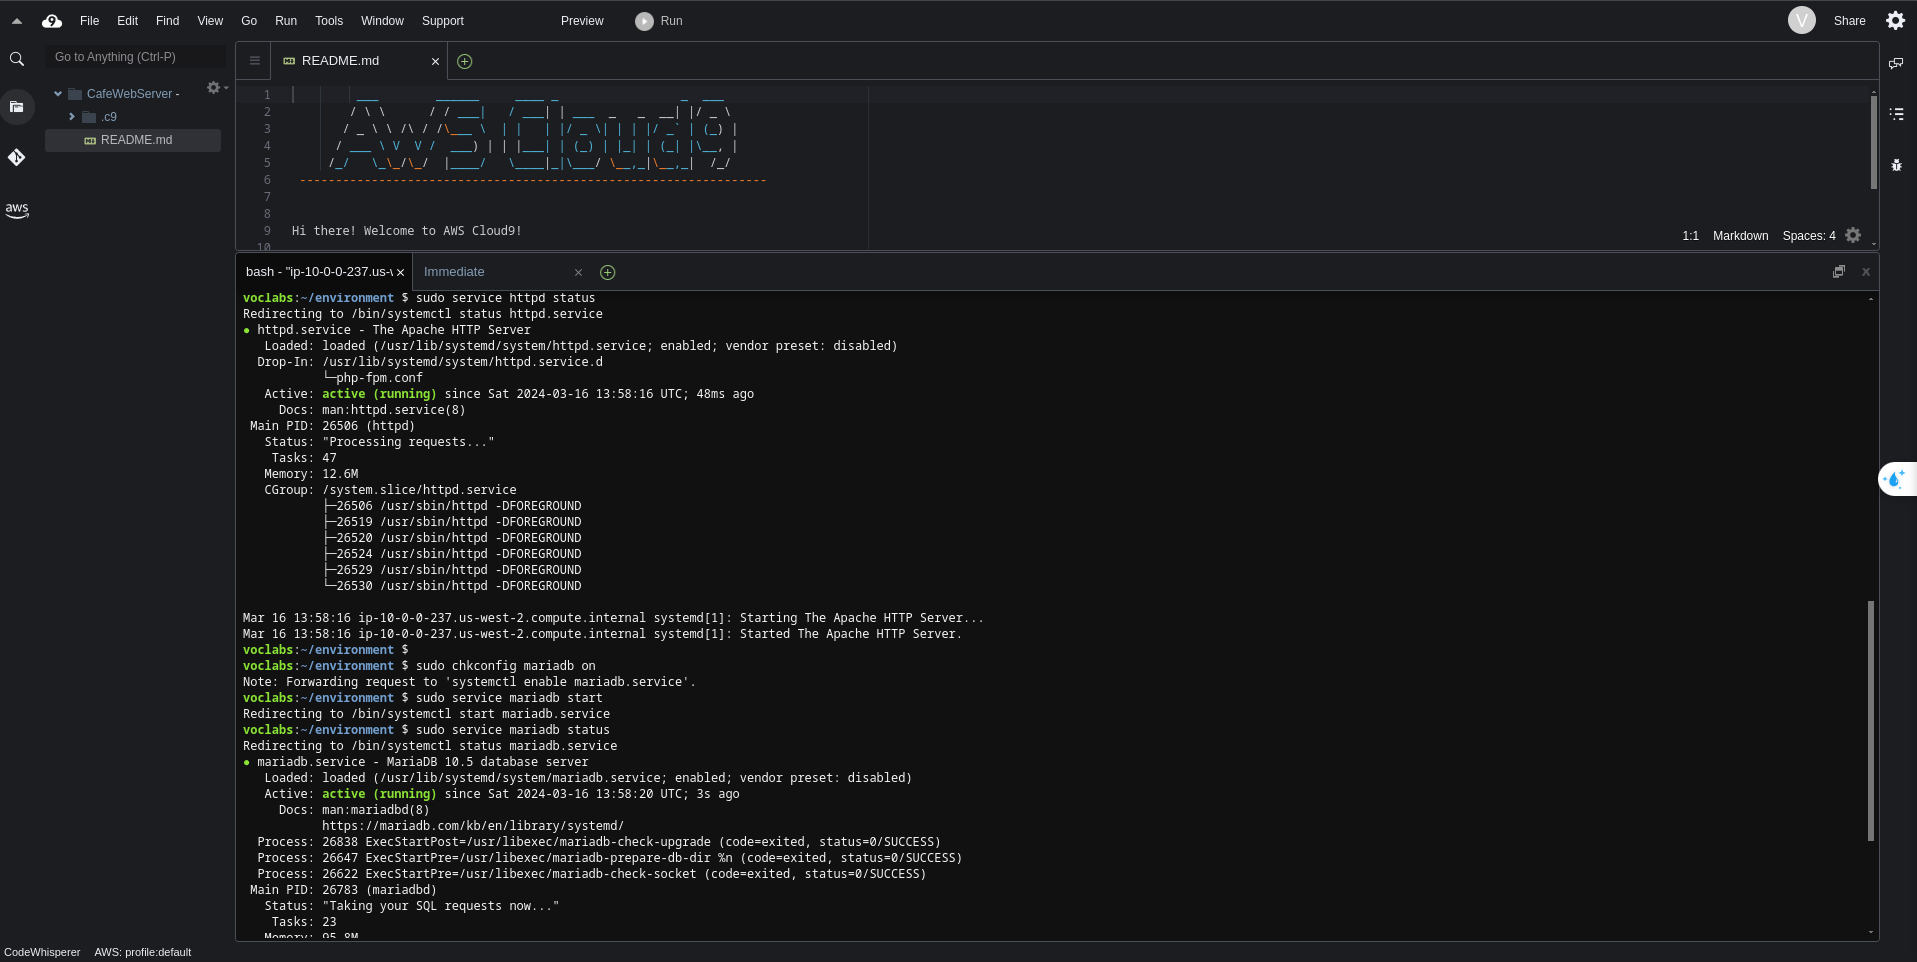 File Edit Find View Go Run Tools Window Support Preview Run V Share
Go to Anything (Ctrl-P)
CafeWebServer -
.c9
README.md
aws
README.md
1
2
3
4
5
6
7
8
9 Hi there! Welcome to AWS Cloud9!
10
1:1 Markdown Spaces: 4
bash - "ip-10-0-0-237.us-w Immediate
voclabs:~/environment $ sudo service httpd status
Redirecting to /bin/systemctl status httpd.service
● httpd.service - The Apache HTTP Server
Loaded: loaded (/usr/lib/systemd/system/httpd.service; enabled; vendor preset: disabled)
Drop-In: /usr/lib/systemd/system/httpd.service.d
└─php-fpm.conf
Active: active (running) since Sat 2024-03-16 13:58:16 UTC; 48ms ago
Docs: man:httpd.service(8)
Main PID: 26506 (httpd)
Status: "Processing requests..."
Tasks: 47
Memory: 12.6M
CGroup: /system.slice/httpd.service
├─26506 /usr/sbin/httpd -DFOREGROUND
├─26519 /usr/sbin/httpd -DFOREGROUND
├─26520 /usr/sbin/httpd -DFOREGROUND
├─26524 /usr/sbin/httpd -DFOREGROUND
├─26529 /usr/sbin/httpd -DFOREGROUND
└─26530 /usr/sbin/httpd -DFOREGROUND
Mar 16 13:58:16 ip-10-0-0-237.us-west-2.compute.internal systemd[1]: Starting The Apache HTTP Server...
Mar 16 13:58:16 ip-10-0-0-237.us-west-2.compute.internal systemd[1]: Started The Apache HTTP Server.
voclabs:~/environment $
voclabs:~/environment $ sudo chkconfig mariadb on
Note: Forwarding request to 'systemctl enable mariadb.service'.
voclabs:~/environment $ sudo service mariadb start
Redirecting to /bin/systemctl start mariadb.service
voclabs:~/environment $ sudo service mariadb status
Redirecting to /bin/systemctl status mariadb.service
● mariadb.service - MariaDB 10.5 database server
Loaded: loaded (/usr/lib/systemd/system/mariadb.service; enabled; vendor preset: disabled)
Active: active (running) since Sat 2024-03-16 13:58:20 UTC; 3s ago
Docs: man:mariadbd(8)
https://mariadb.com/kb/en/library/systemd/
Process: 26838 ExecStartPost=/usr/libexec/mariadb-check-upgrade (code=exited, status=0/SUCCESS)
Process: 26647 ExecStartPre=/usr/libexec/mariadb-prepare-db-dir %n (code=exited, status=0/SUCCESS)
Process: 26622 ExecStartPre=/usr/libexec/mariadb-check-socket (code=exited, status=0/SUCCESS)
Main PID: 26783 (mariadbd)
Status: "Taking your SQL requests now..."
Tasks: 23
Memory: 95.8M
CodeWhisperer AWS: profile:default